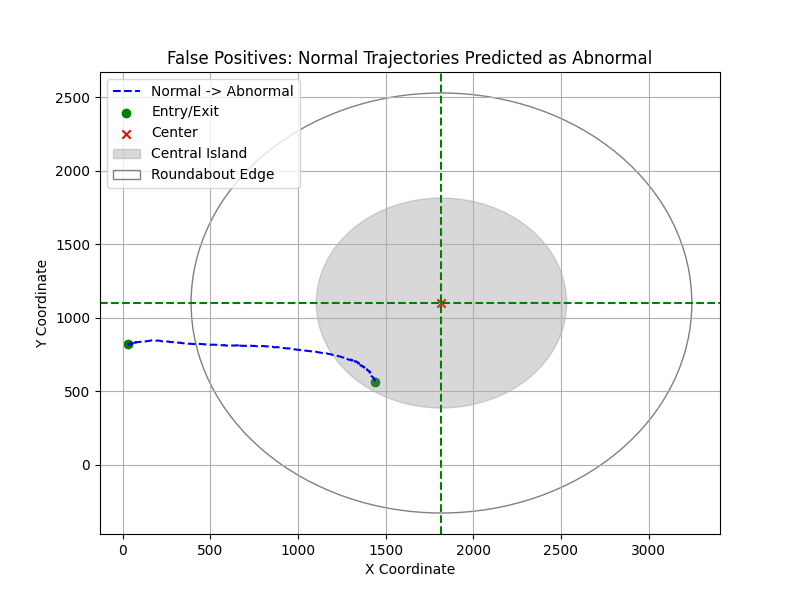 False Positives: Normal Trajectories Predicted as Abnormal
Normal -> Abnormal
Entry/Exit
Center
Central Island
Roundabout Edge
2500
2000
1500
1000
500
0
Y Coordinate
0 500 1000 1500 2000 2500 3000
X Coordinate